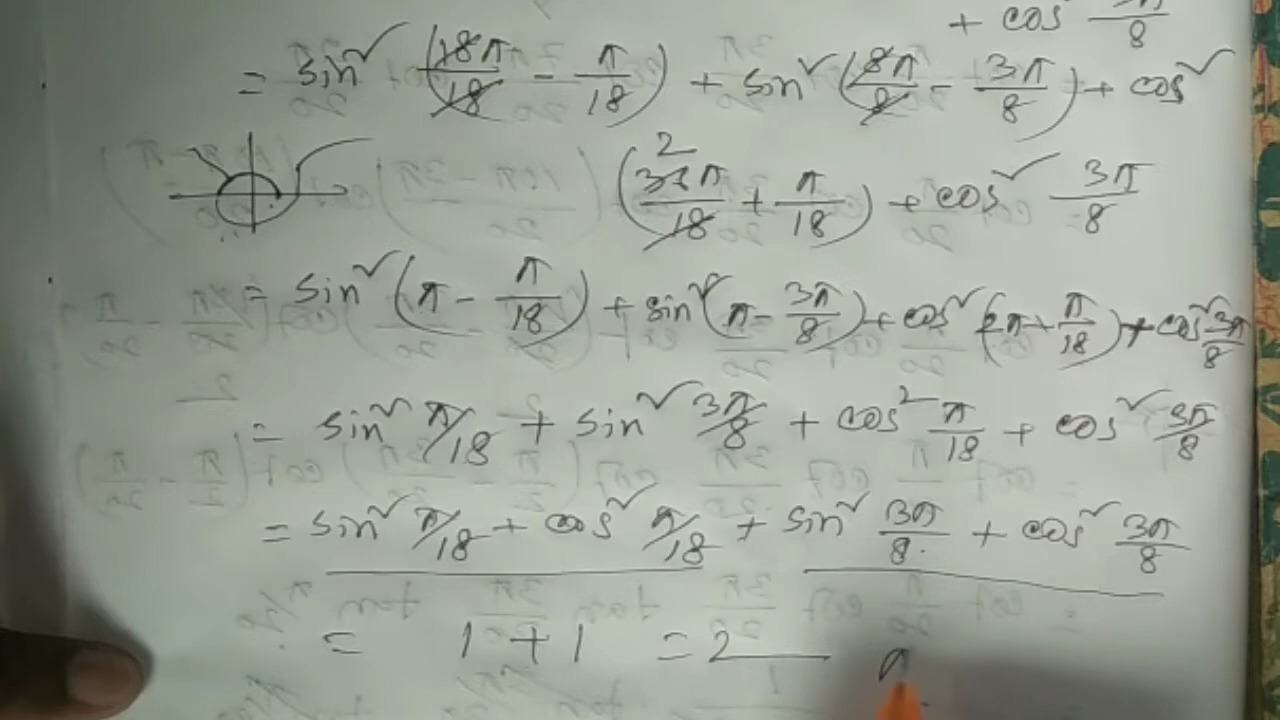 + cos 3π/8
= sin² (18π/18 − π/18) + sin² (8π/8 − 3π/8) + cos²
(36π/18 + π/18) + cos² 3π/8
= sin² (π − π/18) + sin² (π − 3π/8) + cos² (2π + π/18) + cos² 3π/8
= sin² π/18 + sin² 3π/8 + cos² π/18 + cos² 3π/8
= sin² π/18 + cos² π/18 + sin² 3π/8 + cos² 3π/8
= 1 + 1 = 2